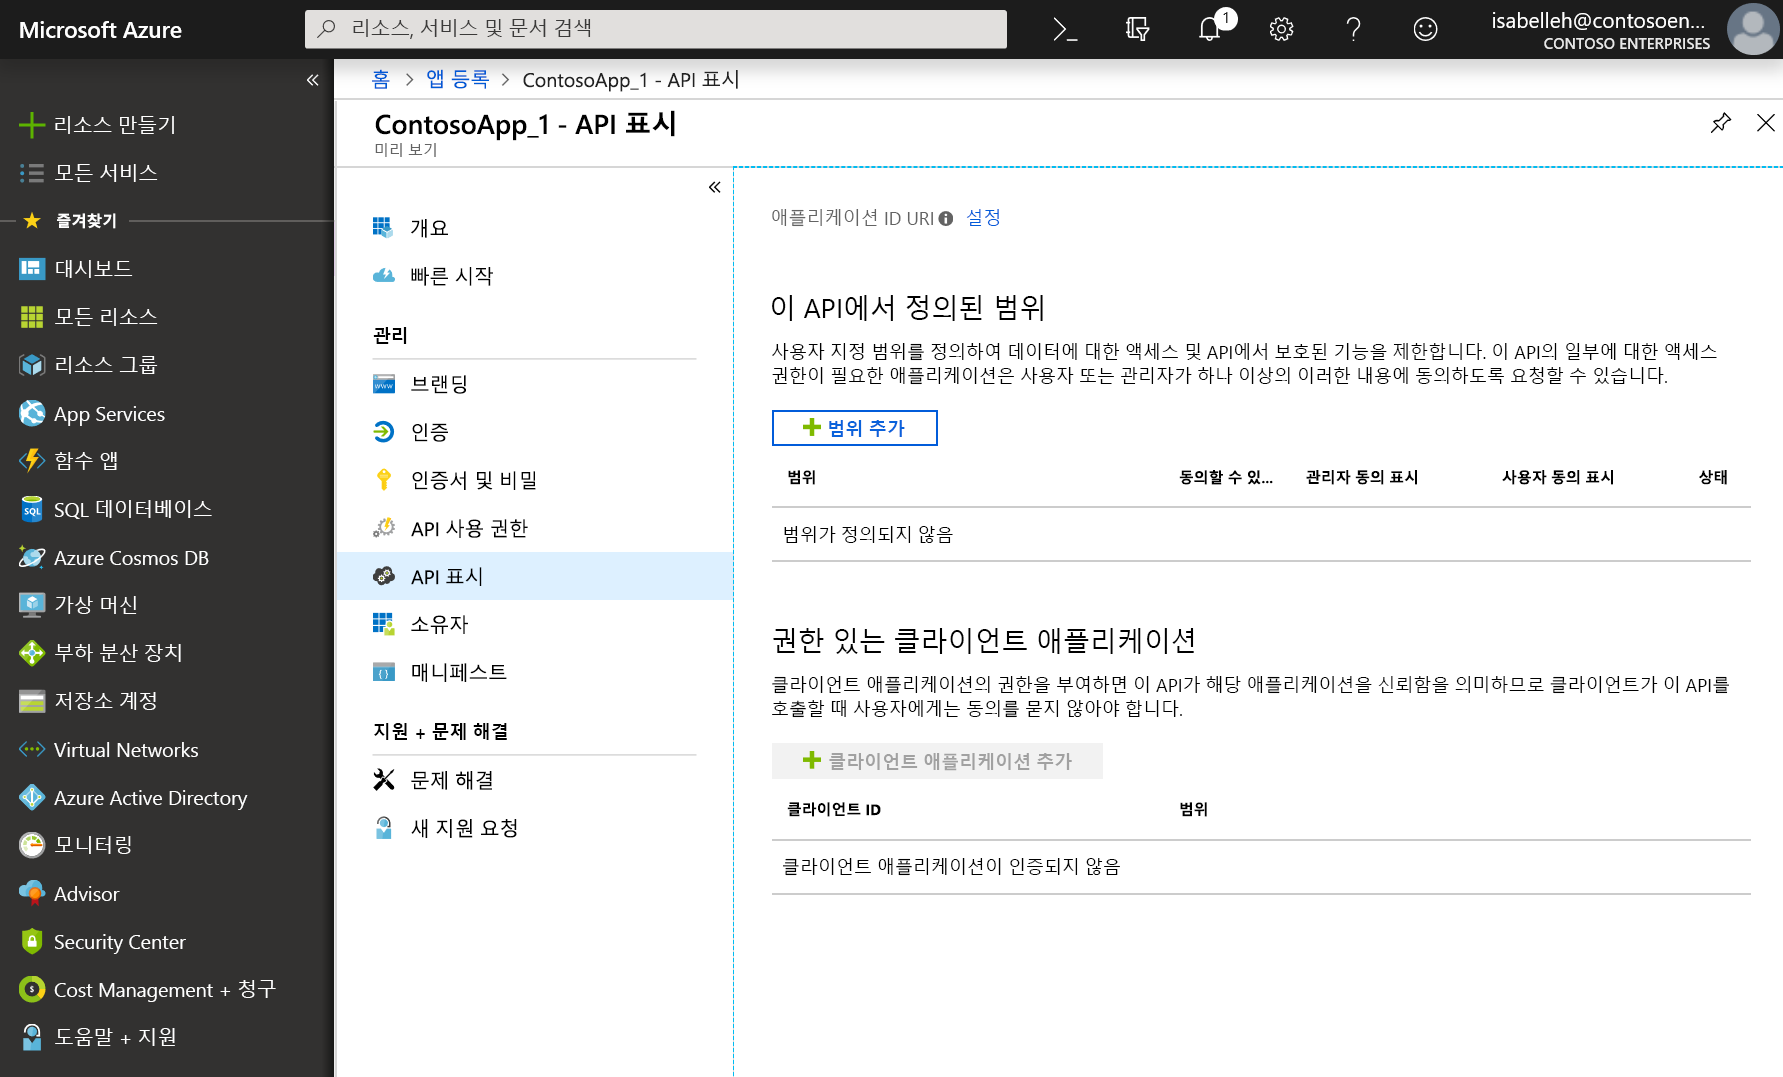 Microsoft Azure
리소스, 서비스 및 문서 검색
1
isabelleh@contosoen...
CONTOSO ENTERPRISES
리소스 만들기
모든 서비스
즐겨찾기
대시보드
모든 리소스
리소스 그룹
App Services
함수 앱
SQL 데이터베이스
Azure Cosmos DB
가상 머신
부하 분산 장치
저장소 계정
Virtual Networks
Azure Active Directory
모니터링
Advisor
Security Center
Cost Management + 청구
도움말 + 지원
홈 > 앱 등록 > ContosoApp_1 - API 표시
ContosoApp_1 - API 표시
미리 보기
개요
빠른 시작
관리
브랜딩
인증
인증서 및 비밀
API 사용 권한
API 표시
소유자
매니페스트
지원 + 문제 해결
문제 해결
새 지원 요청
애플리케이션 ID URI 설정
이 API에서 정의된 범위
사용자 지정 범위를 정의하여 데이터에 대한 액세스 및 API에서 보호된 기능을 제한합니다. 이 API의 일부에 대한 액세스
권한이 필요한 애플리케이션은 사용자 또는 관리자가 하나 이상의 이러한 내용에 동의하도록 요청할 수 있습니다.
범위 추가
범위 동의할 수 있... 관리자 동의 표시 사용자 동의 표시 상태
범위가 정의되지 않음
권한 있는 클라이언트 애플리케이션
클라이언트 애플리케이션의 권한을 부여하면 이 API가 해당 애플리케이션을 신뢰함을 의미하므로 클라이언트가 이 API를
호출할 때 사용자에게는 동의를 묻지 않아야 합니다.
클라이언트 애플리케이션 추가
클라이언트 ID 범위
클라이언트 애플리케이션이 인증되지 않음